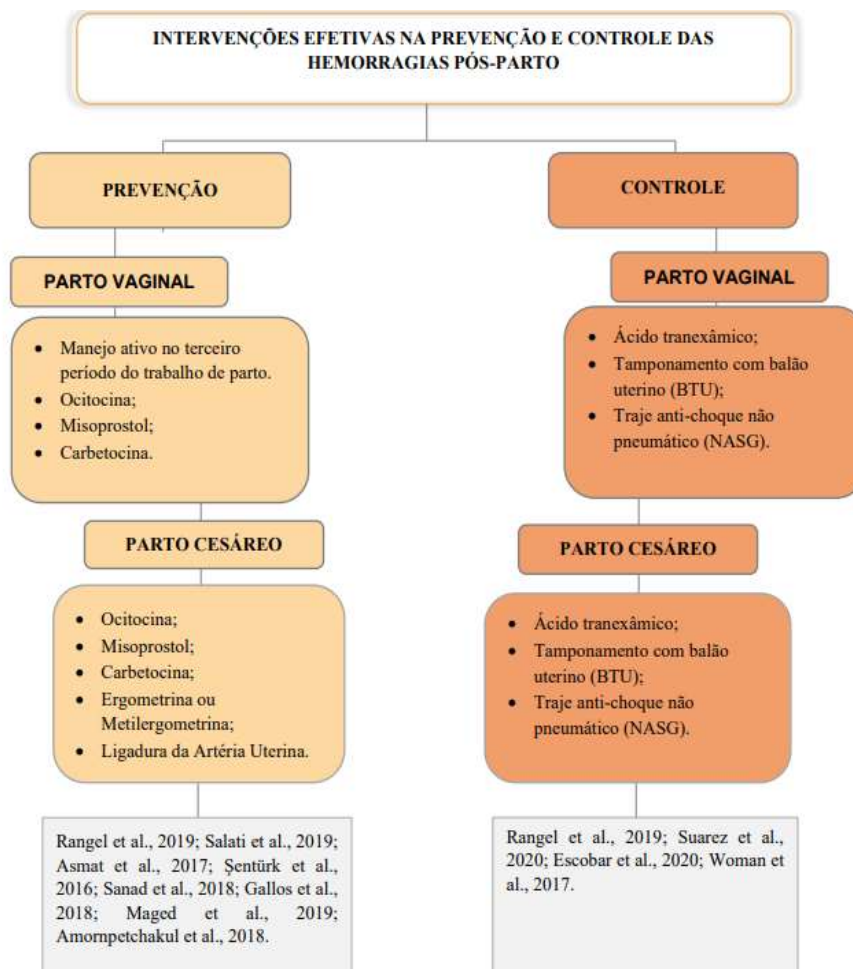 INTERVENÇÕES EFETIVAS NA PREVENÇÃO E CONTROLE DAS
HEMORRAGIAS PÓS-PARTO
PREVENÇÃO
PARTO VAGINAL
• Manejo ativo no terceiro
período do trabalho de parto.
• Ocitocina;
• Misoprostol;
• Carbetocina.
PARTO CESÁREO
• Ocitocina;
• Misoprostol;
• Carbetocina;
• Ergometrina ou
Metilergometrina;
• Ligadura da Artéria Uterina.
Rangel et al., 2019; Salati et al., 2019;
Asmat et al., 2017; Şentürk et al.,
2016; Sanad et al., 2018; Gallos et al.,
2018; Maged et al., 2019;
Amornpetchakul et al., 2018.
CONTROLE
PARTO VAGINAL
• Ácido tranexâmico;
• Tamponamento com balão
uterino (BTU);
• Traje anti-choque não
pneumático (NASG).
PARTO CESÁREO
• Ácido tranexâmico;
• Tamponamento com balão
uterino (BTU);
• Traje anti-choque não
pneumático (NASG).
Rangel et al., 2019; Suarez et al.,
2020; Escobar et al., 2020; Woman et
al., 2017.